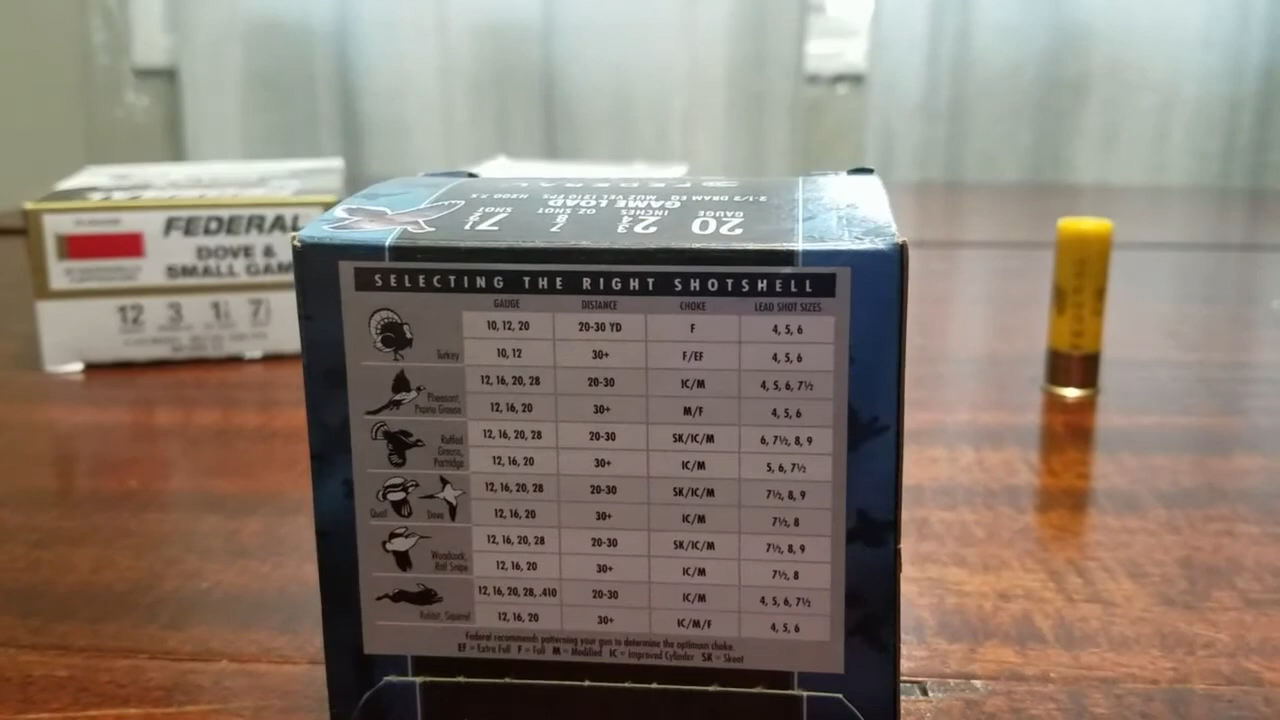 FEDERAL
GAME LOAD
20 2¾ ⅞ 7½
GAUGE INCHES OZ. SHOT SHOT
FEDERAL
DOVE &
SMALL GAM
12 3 7½
SELECTING THE RIGHT SHOTSHELL
GAUGE DISTANCE CHOKE LEAD SHOT SIZES
10, 12, 20 20-30 YD F 4, 5, 6
Turkey 10, 12 30+ F/EF 4, 5, 6
12, 16, 20, 28 20-30 IC/M 4, 5, 6, 7½
Pheasant,
Prairie Grouse 12, 16, 20 30+ M/F 4, 5, 6
Ruffed 12, 16, 20, 28 20-30 SK/IC/M 6, 7½, 8, 9
Grouse,
Partridge 12, 16, 20 30+ IC/M 5, 6, 7½
12, 16, 20, 28 20-30 SK/IC/M 7½, 8, 9
Quail Dove 12, 16, 20 30+ IC/M 7½, 8
12, 16, 20, 28 20-30 SK/IC/M 7½, 8, 9
Woodcock,
Rail Snipe 12, 16, 20 30+ IC/M 7½, 8
12, 16, 20, 28, .410 20-30 IC/M 4, 5, 6, 7½
Rabbit, Squirrel 12, 16, 20 30+ IC/M/F 4, 5, 6
Federal recommends patterning your gun to determine the optimum choke.
EF = Extra Full F = Full M = Modified IC = Improved Cylinder SK = Skeet
FEDERAL